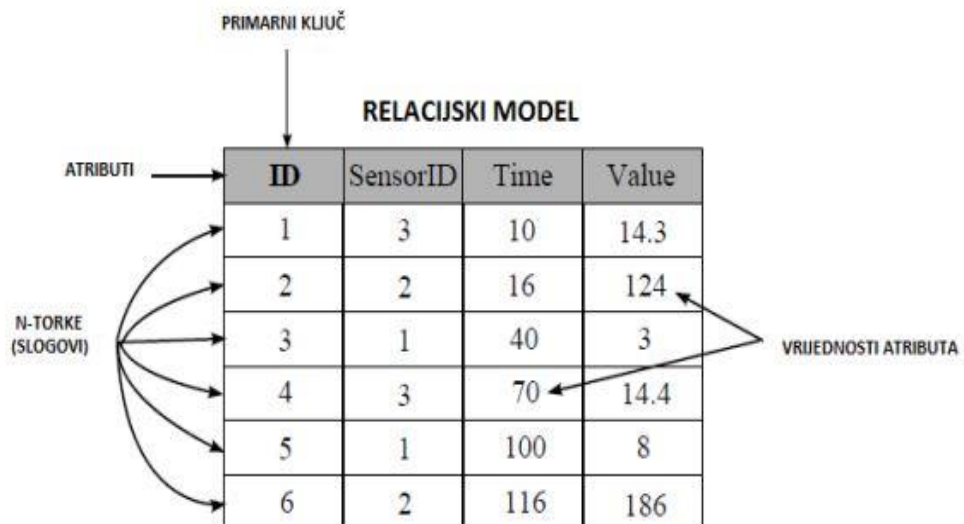 PRIMARNI KLJUČ
RELACIJSKI MODEL
ATRIBUTI
ID SensorID Time Value
1 3 10 14.3
2 2 16 124
3 1 40 3
4 3 70 14.4
5 1 100 8
6 2 116 186
N-TORKE
(SLOGOVI)
VRIJEDNOSTI ATRIBUTA